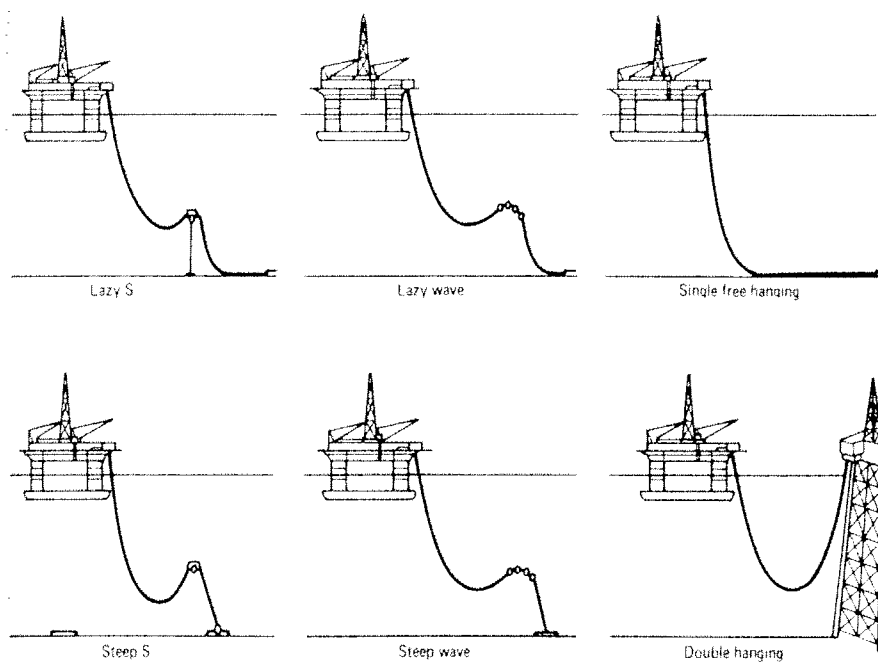 Lazy S
Lazy wave
Single free hanging
Steep S
Steep wave
Double hanging